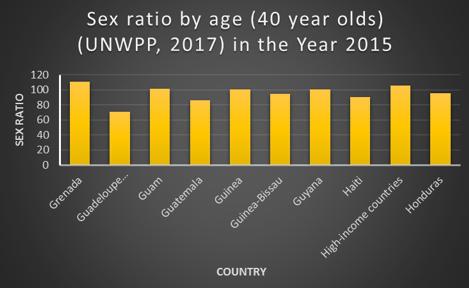 Sex ratio by age (40 year olds)
(UNWPP, 2017) in the Year 2015
SEX RATIO
120
100
80
60
40
20
0
Grenada
Guadeloupe...
Guam
Guatemala
Guinea
Guinea-Bissau
Guyana
Haiti
High-income countries
Honduras
COUNTRY